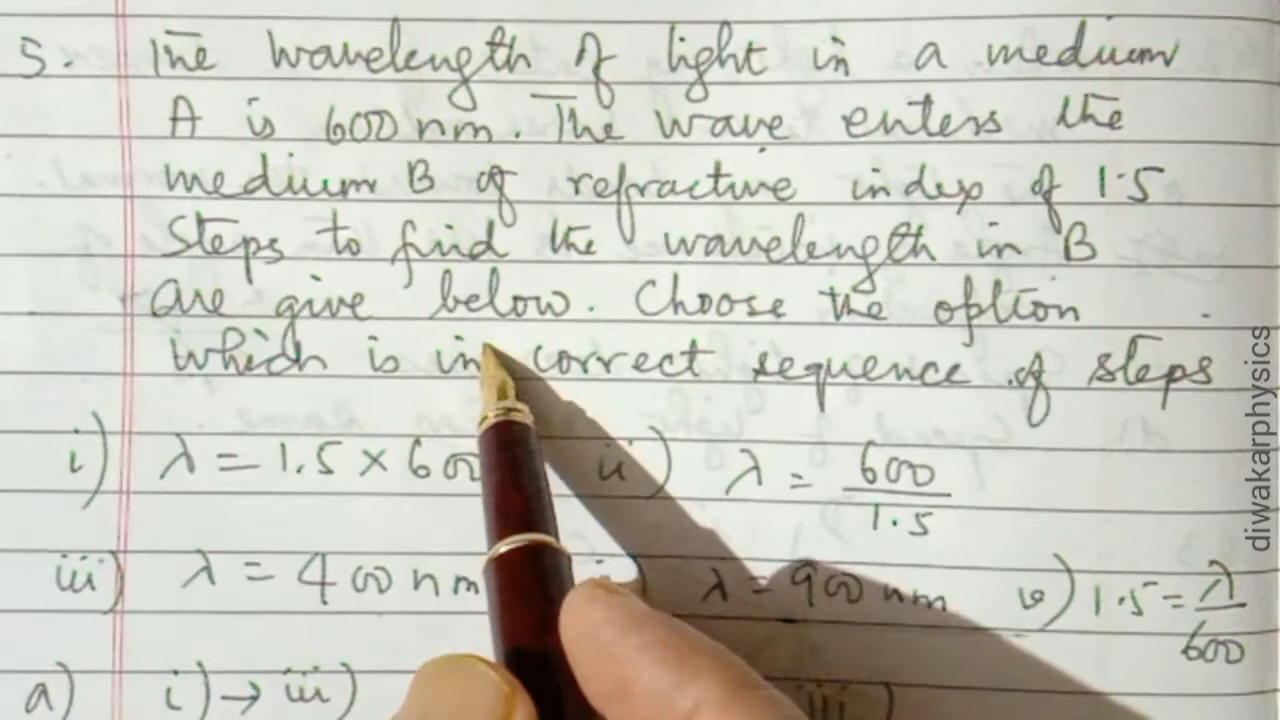 5. The wavelength of light in a medium
A is 600 nm. The wave enters the
medium B of refractive index of 1.5
Steps to find the wavelength in B
are give below. Choose the option
which is in correct sequence of steps
i) λ = 1.5 × 600 ii) λ = 600/1.5
iii) λ = 400 nm ) λ = 900 nm v) 1.5 = λ/600
a) i) → iii) iii)
diwakarphysics